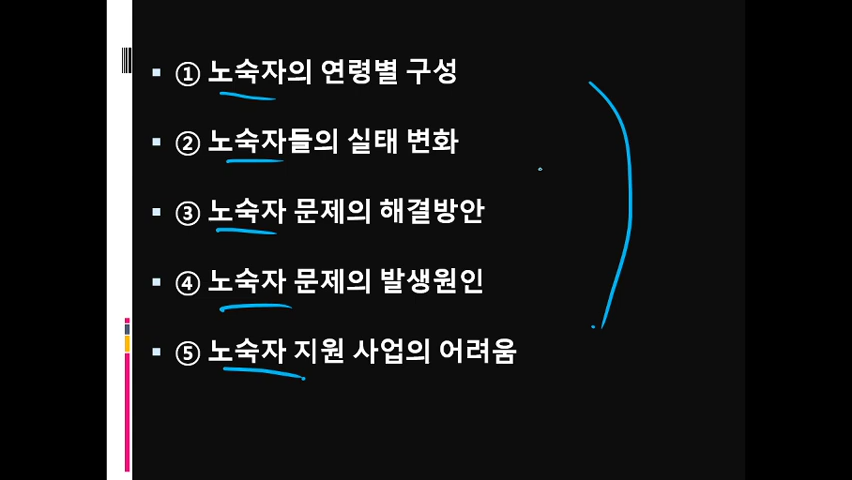 ① 노숙자의 연령별 구성
② 노숙자들의 실태 변화
③ 노숙자 문제의 해결방안
④ 노숙자 문제의 발생원인
⑤ 노숙자 지원 사업의 어려움